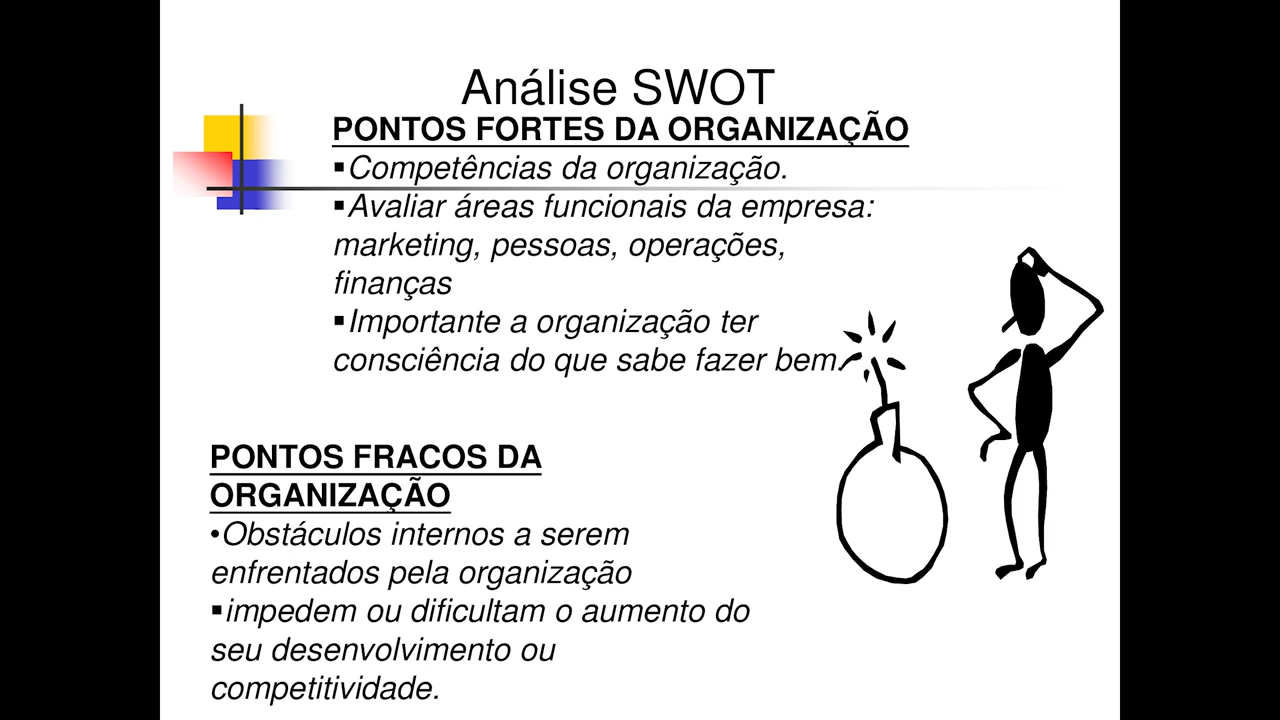 Análise SWOT
PONTOS FORTES DA ORGANIZAÇÃO
▪Competências da organização.
▪Avaliar áreas funcionais da empresa:
marketing, pessoas, operações,
finanças
▪Importante a organização ter
consciência do que sabe fazer bem.
PONTOS FRACOS DA
ORGANIZAÇÃO
•Obstáculos internos a serem
enfrentados pela organização
▪impedem ou dificultam o aumento do
seu desenvolvimento ou
competitividade.